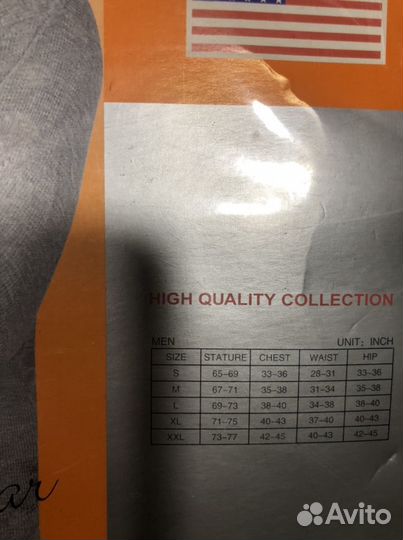 HIGH QUALITY COLLECTION
MEN UNIT: INCH
SIZE STATURE CHEST WAIST HIP
S 65-69 33-36 28-31 33-36
M 67-71 35-38 31-34 35-38
L 69-73 38-40 34-38 38-40
XL 71-75 40-43 37-40 40-43
XXL 73-77 42-45 40-43 42-45
ar
Avito